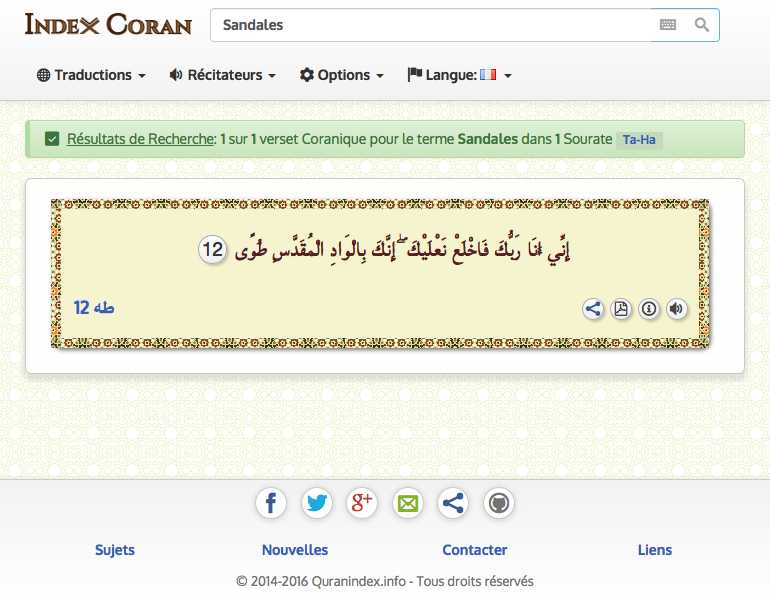 Index Coran
Sandales
Traductions
Récitateurs
Options
Langue:
Résultats de Recherche: 1 sur 1 verset Coranique pour le terme Sandales dans 1 Sourate Ta-Ha
إِنِّي أَنَا رَبُّكَ فَاخْلَعْ نَعْلَيْكَ ۖ إِنَّكَ بِالْوَادِ الْمُقَدَّسِ طُوًى 12
طه 12
Sujets
Nouvelles
Contacter
Liens
© 2014-2016 Quranindex.info - Tous droits réservés